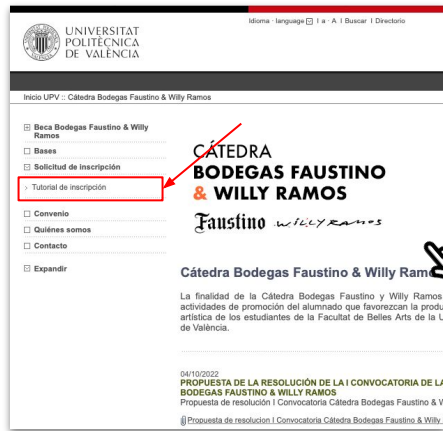 UNIVERSITAT
POLITÈCNICA
DE VALÈNCIA
Idioma · language I a · A I Buscar I Directorio
Inicio UPV :: Cátedra Bodegas Faustino & Willy Ramos
Beca Bodegas Faustino & Willy
Ramos
Bases
Solicitud de inscripción
Tutorial de inscripción
Convenio
Quiénes somos
Contacto
Expandir
CÁTEDRA
BODEGAS FAUSTINO
& WILLY RAMOS
Faustino willy ramos
Cátedra Bodegas Faustino & Willy Ram
La finalidad de la Cátedra Bodegas Faustino y Willy Ramos
actividades de promoción del alumnado que favorezcan la produ
artística de los estudiantes de la Facultat de Belles Arts de la U
de València.
04/10/2022
PROPUESTA DE LA RESOLUCIÓN DE LA I CONVOCATORIA DE LA
BODEGAS FAUSTINO & WILLY RAMOS
Propuesta de resolución I Convocatoria Cátedra Bodegas Faustino & W
Propuesta de resolucion I Convocatoria Cátedra Bodegas Faustino & Willy